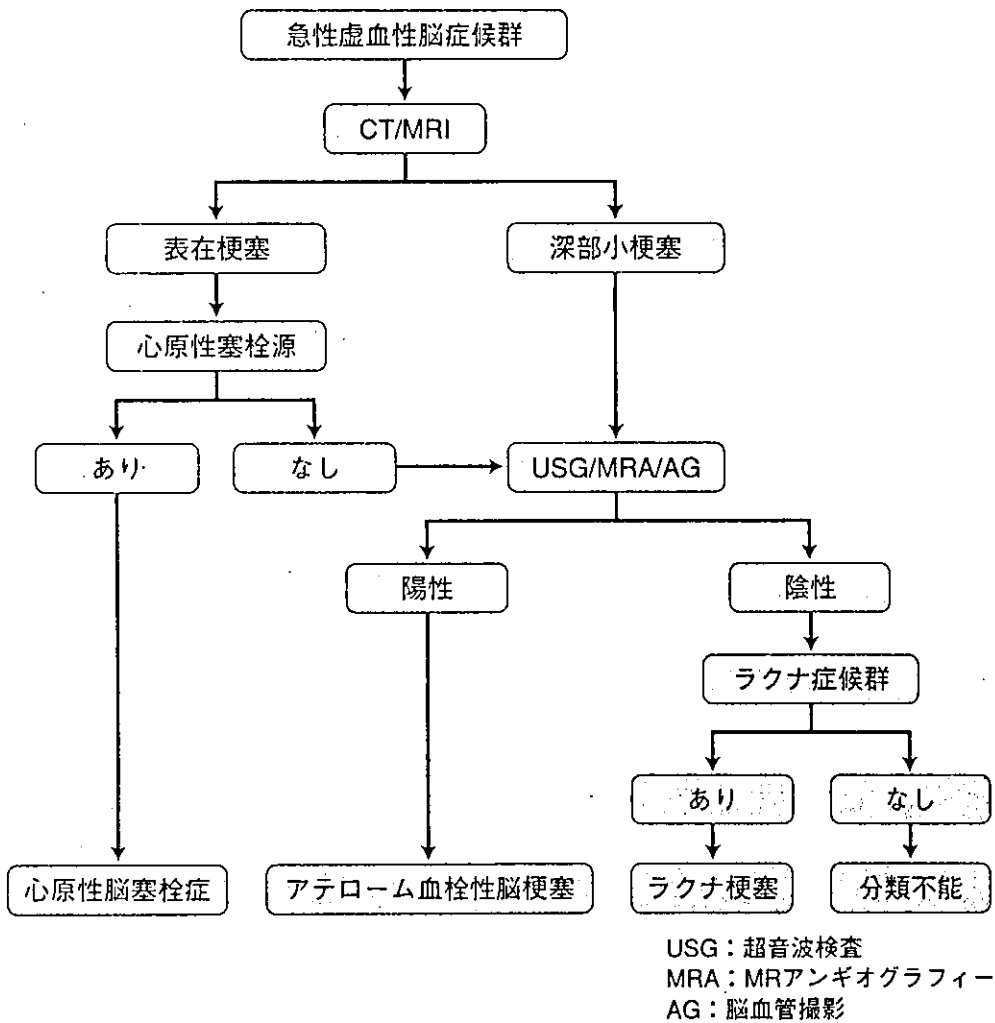 急性虚血性脳症候群
CT/MRI
表在梗塞
深部小梗塞
心原性塞栓源
あり
なし
USG/MRA/AG
陽性
陰性
ラクナ症候群
あり
なし
心原性脳塞栓症
アテローム血栓性脳梗塞
ラクナ梗塞
分類不能
USG：超音波検査
MRA：MRアンギオグラフィー
AG：脳血管撮影